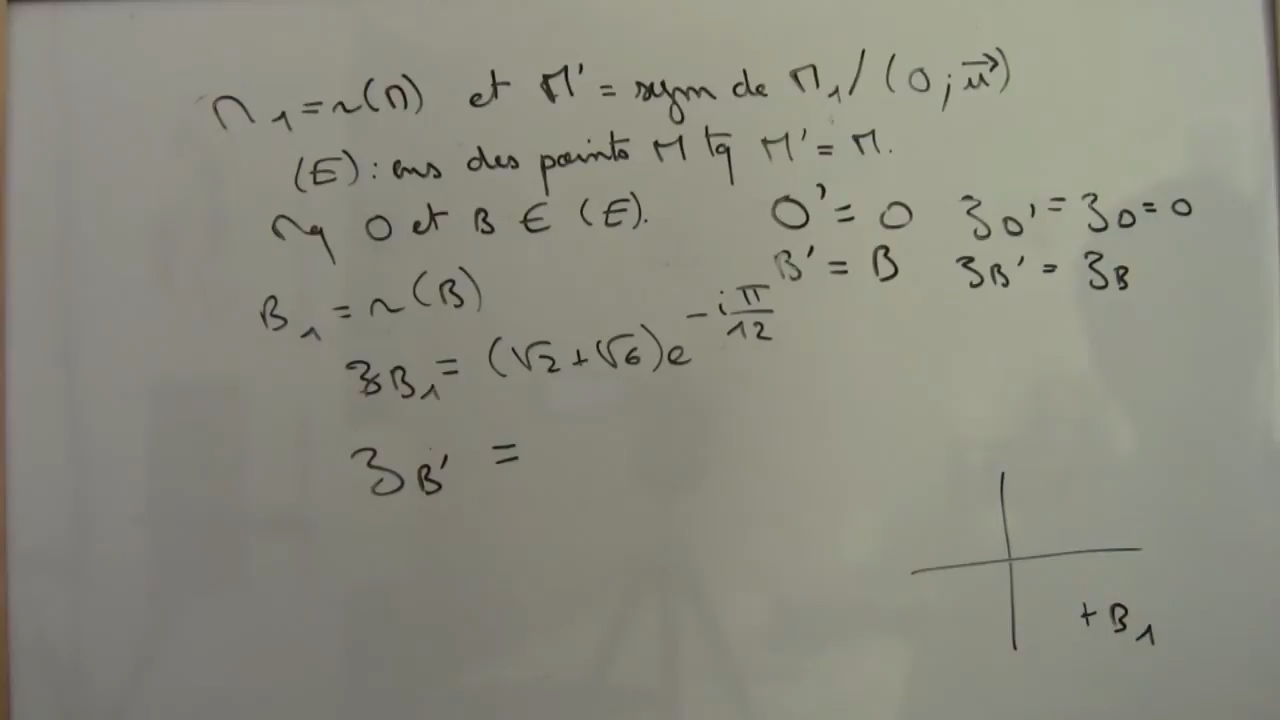 M₁ = r(M) et M' = sym de M₁ / (O ; u⃗)
(E) : ens des points M tq M' = M.
Mq O et B ∈ (E).
O' = O z_O' = z_O = 0
B' = B z_B' = z_B
B₁ = r(B)
z_B₁ = (√2 + √6)e^(-iπ/12)
z_B' =
+ B₁